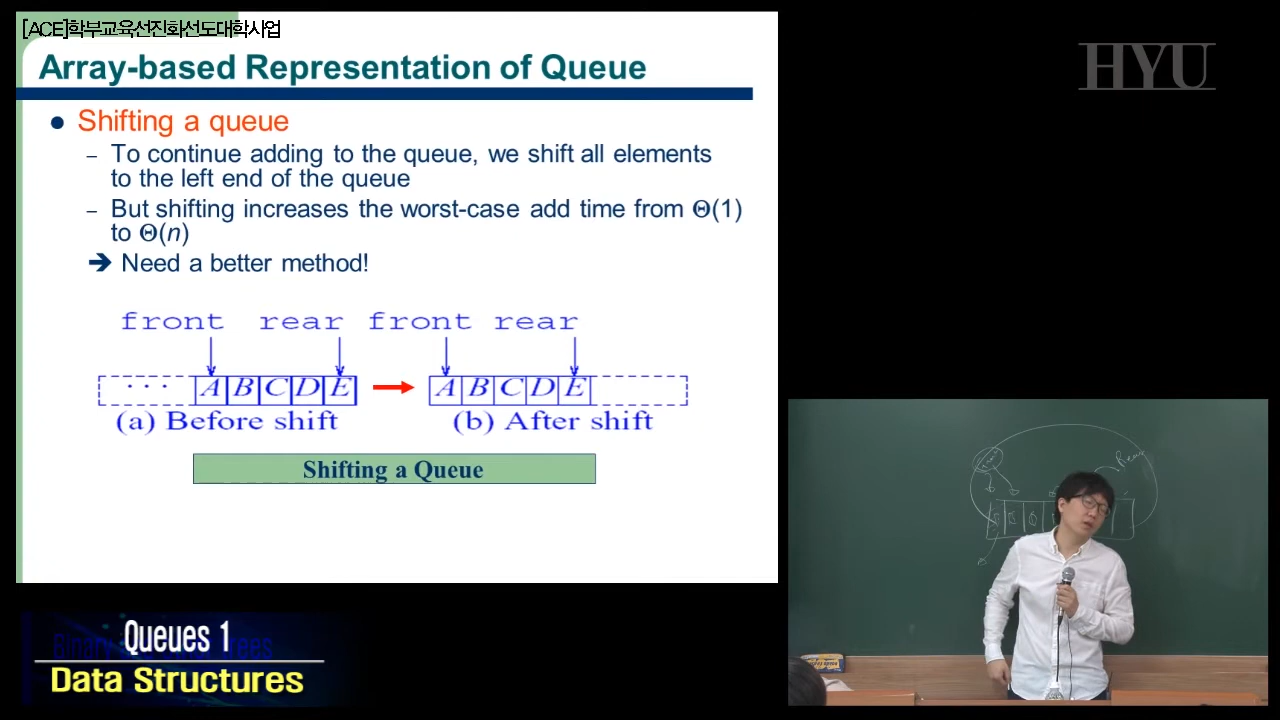 [ACE]학부교육선진화선도대학사업
HYU
Array-based Representation of Queue
● Shifting a queue
– To continue adding to the queue, we shift all elements
to the left end of the queue
– But shifting increases the worst-case add time from Θ(1)
to Θ(n)
➔ Need a better method!
front rear front rear
··· A B C D E A B C D E
(a) Before shift (b) After shift
Shifting a Queue
Rear
Queues 1
Data Structures